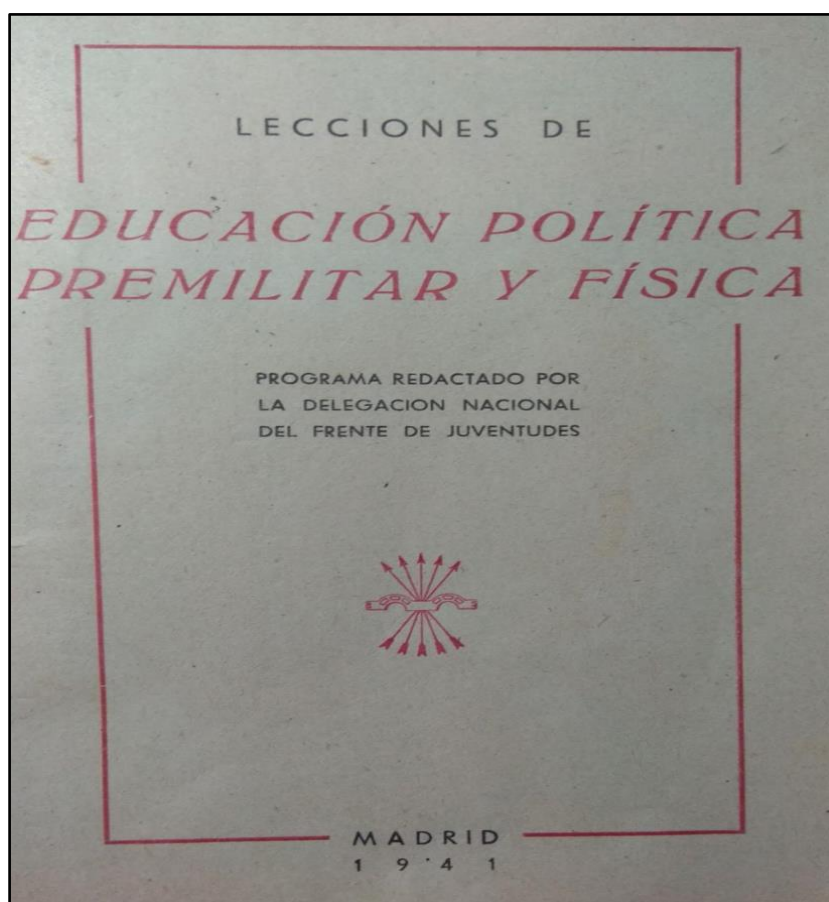 LECCIONES DE
EDUCACIÓN POLÍTICA
PREMILITAR Y FÍSICA
PROGRAMA REDACTADO POR
LA DELEGACION NACIONAL
DEL FRENTE DE JUVENTUDES
MADRID
1941